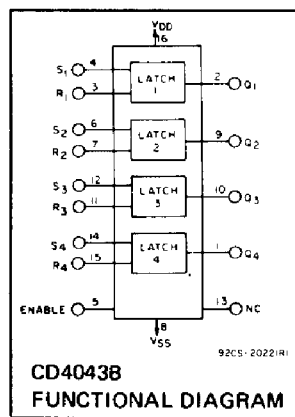 VDD
16
S1 4 LATCH 1 2 Q1
R1 3
S2 6 LATCH 2 9 Q2
R2 7
S3 12 LATCH 3 10 Q3
R3 11
S4 14 LATCH 4 1 Q4
R4 15
ENABLE 5 13 NC
8
VSS
92CS-20221R1
CD4043B
FUNCTIONAL DIAGRAM